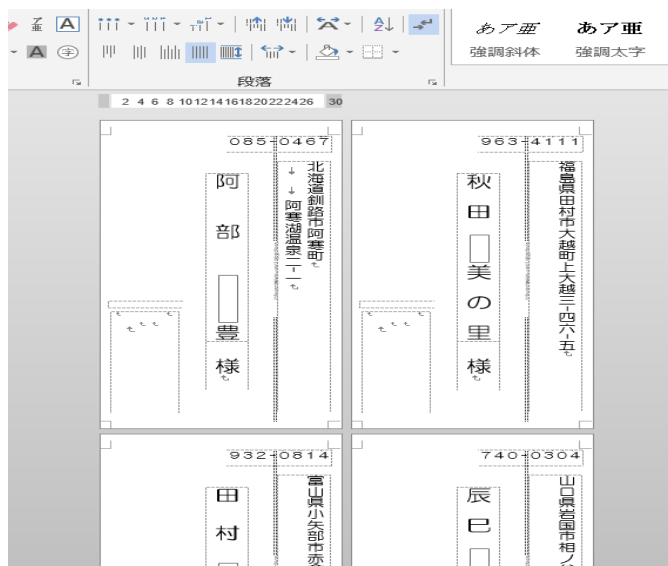 あア亜
あア亜
強調斜体
強調太字
段落
2 4 6 8 10 12 14 16 18 20 22 24 26 30
085-0467
北海道釧路市阿寒町
阿寒湖温泉二-一
阿部 豊 様
963-4111
福島県田村市大越町上大越三-四六-五
秋田 美の里 様
932-0814
富山県小矢部市赤
田村
740-0304
山口県岩国市相ノ
辰巳